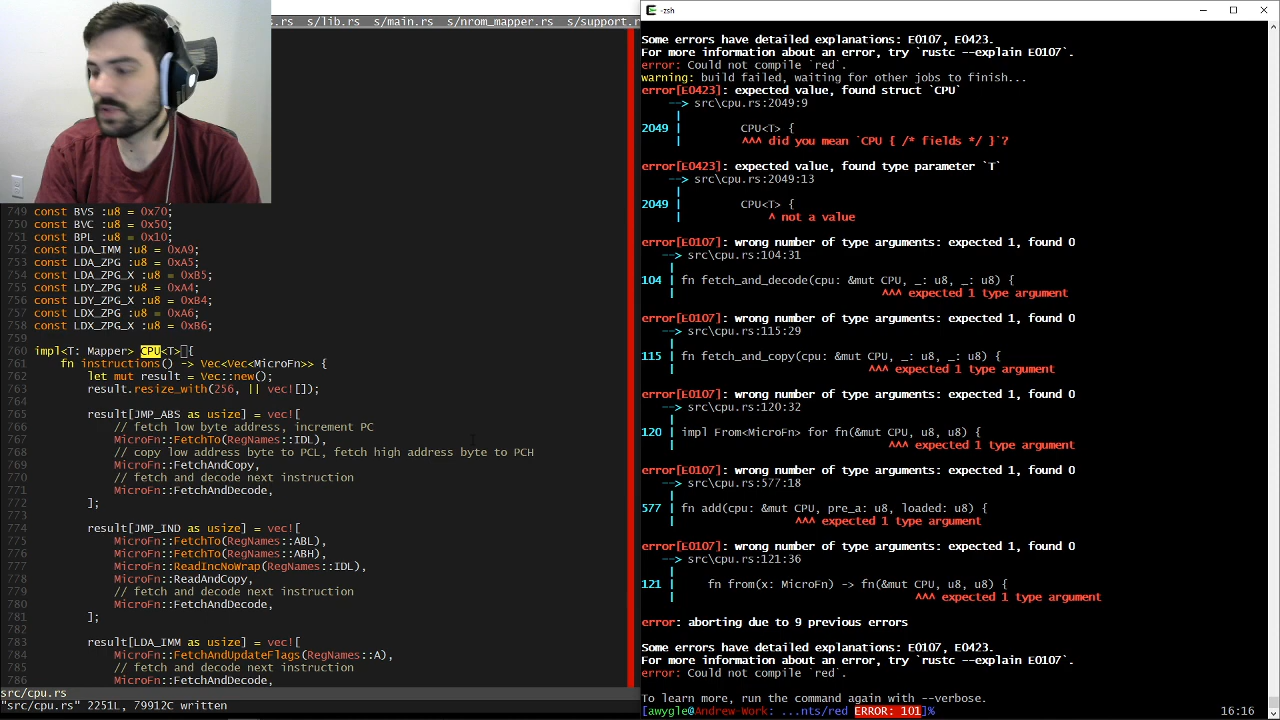 s.rs s/lib.rs s/main.rs s/nrom_mapper.rs s/support.r
749 const BVS :u8 = 0x70;
750 const BVC :u8 = 0x50;
751 const BPL :u8 = 0x10;
752 const LDA_IMM :u8 = 0xA9;
753 const LDA_ZPG :u8 = 0xA5;
754 const LDA_ZPG_X :u8 = 0xB5;
755 const LDY_ZPG :u8 = 0xA4;
756 const LDY_ZPG_X :u8 = 0xB4;
757 const LDX_ZPG :u8 = 0xA6;
758 const LDX_ZPG_X :u8 = 0xB6;
759
760 impl<T: Mapper> CPU<T> {
761 fn instructions() -> Vec<Vec<MicroFn>> {
762 let mut result = Vec::new();
763 result.resize_with(256, || vec![]);
764
765 result[JMP_ABS as usize] = vec![
766 // fetch low byte address, increment PC
767 MicroFn::FetchTo(RegNames::IDL),
768 // copy low address byte to PCL, fetch high address byte to PCH
769 MicroFn::FetchAndCopy,
770 // fetch and decode next instruction
771 MicroFn::FetchAndDecode,
772 ];
773
774 result[JMP_IND as usize] = vec![
775 MicroFn::FetchTo(RegNames::ABL),
776 MicroFn::FetchTo(RegNames::ABH),
777 MicroFn::ReadIncNoWrap(RegNames::IDL),
778 MicroFn::ReadAndCopy,
779 // fetch and decode next instruction
780 MicroFn::FetchAndDecode,
781 ];
782
783 result[LDA_IMM as usize] = vec![
784 MicroFn::FetchAndUpdateFlags(RegNames::A),
785 // fetch and decode next instruction
786 MicroFn::FetchAndDecode,
src/cpu.rs
"src/cpu.rs" 2251L, 79912C written
-zsh
Some errors have detailed explanations: E0107, E0423.
For more information about an error, try `rustc --explain E0107`.
error: Could not compile `red`.
warning: build failed, waiting for other jobs to finish...
error[E0423]: expected value, found struct `CPU`
--> src\cpu.rs:2049:9
|
2049 | CPU<T> {
| ^^^ did you mean `CPU { /* fields */ }`?
error[E0423]: expected value, found type parameter `T`
--> src\cpu.rs:2049:13
|
2049 | CPU<T> {
| ^ not a value
error[E0107]: wrong number of type arguments: expected 1, found 0
--> src\cpu.rs:104:31
|
104 | fn fetch_and_decode(cpu: &mut CPU, _: u8, _: u8) {
| ^^^ expected 1 type argument
error[E0107]: wrong number of type arguments: expected 1, found 0
--> src\cpu.rs:115:29
|
115 | fn fetch_and_copy(cpu: &mut CPU, _: u8, _: u8) {
| ^^^ expected 1 type argument
error[E0107]: wrong number of type arguments: expected 1, found 0
--> src\cpu.rs:120:32
|
120 | impl From<MicroFn> for fn(&mut CPU, u8, u8) {
| ^^^ expected 1 type argument
error[E0107]: wrong number of type arguments: expected 1, found 0
--> src\cpu.rs:577:18
|
577 | fn add(cpu: &mut CPU, pre_a: u8, loaded: u8) {
| ^^^ expected 1 type argument
error[E0107]: wrong number of type arguments: expected 1, found 0
--> src\cpu.rs:121:36
|
121 | fn from(x: MicroFn) -> fn(&mut CPU, u8, u8) {
| ^^^ expected 1 type argument
error: aborting due to 9 previous errors
Some errors have detailed explanations: E0107, E0423.
For more information about an error, try `rustc --explain E0107`.
error: Could not compile `red`.
To learn more, run the command again with --verbose.
[awygle@Andrew-Work: ...nts/red ERROR: 101]% 16:16